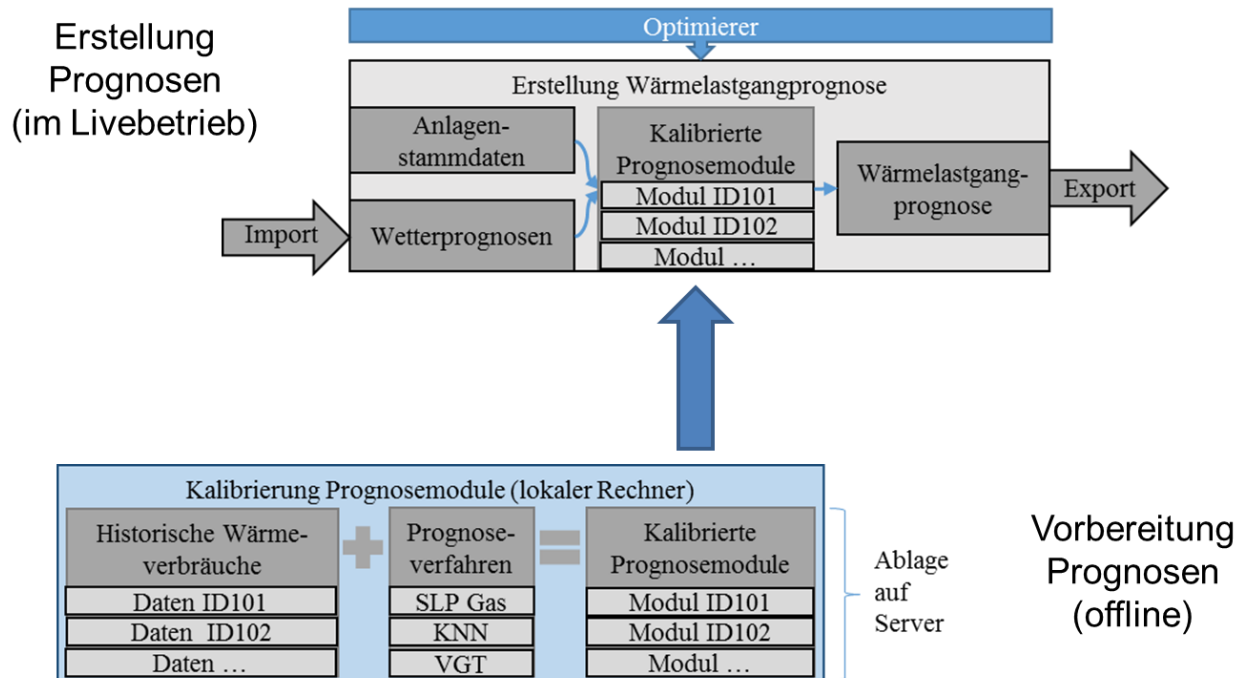 Erstellung
Prognosen
(im Livebetrieb)
Optimierer
Erstellung Wärmelastgangprognose
Anlagen-
stammdaten
Import
Wetterprognosen
Kalibrierte
Prognosemodule
Modul ID101
Modul ID102
Modul …
Wärmelastgang-
prognose
Export
Kalibrierung Prognosemodule (lokaler Rechner)
Historische Wärme-
verbräuche
Daten ID101
Daten  ID102
Daten …
Prognose-
verfahren
SLP Gas
KNN
VGT
Kalibrierte
Prognosemodule
Modul ID101
Modul ID102
Modul …
Ablage
auf
Server
Vorbereitung
Prognosen
(offline)